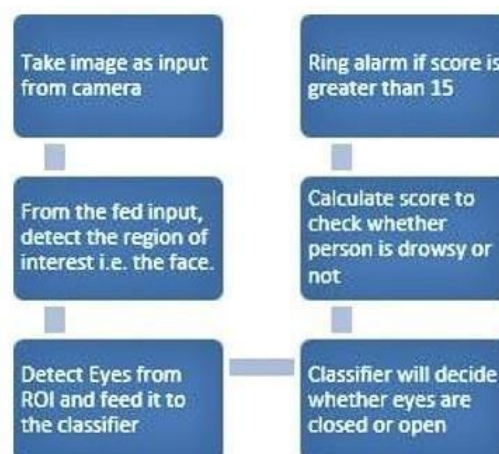 Take image as input
from camera
From the fed input,
detect the region of
interest i.e. the face.
Detect Eyes from
ROI and feed it to
the classifier
Classifier will decide
whether eyes are
closed or open
Calculate score to
check whether
person is drowsy or
not
Ring alarm if score is
greater than 15